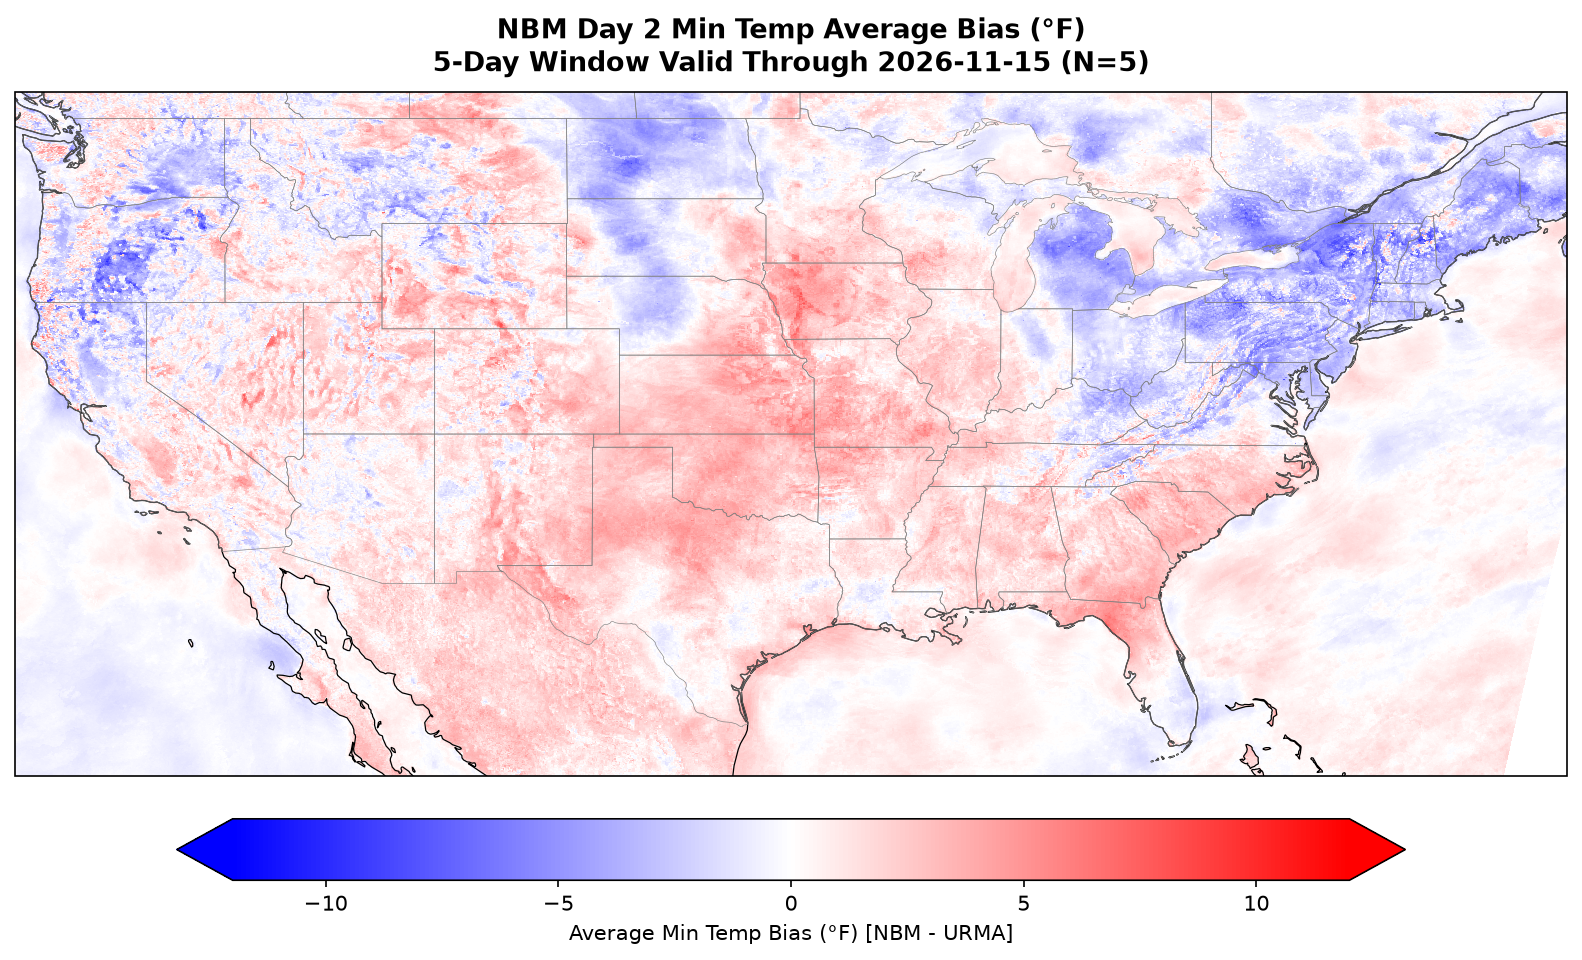 NBM Day 2 Min Temp Average Bias (°F)
5-Day Window Valid Through 2026-11-15 (N=5)
−10
−5
0
5
10
Average Min Temp Bias (°F) [NBM - URMA]